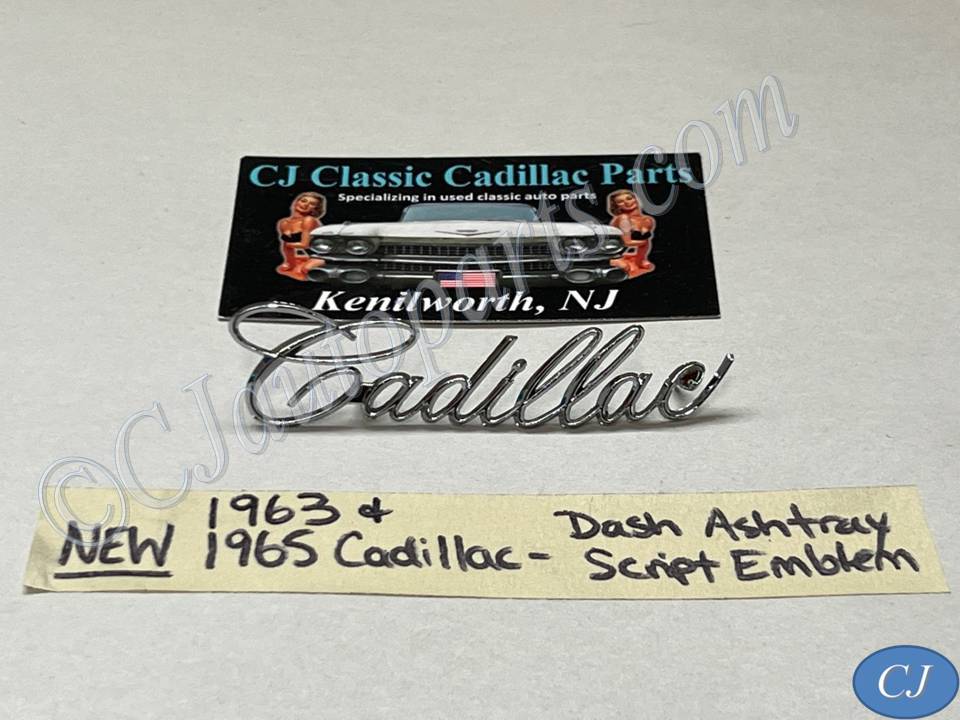 CJ Classic Cadillac Parts
Specializing in used classic auto parts
Kenilworth, NJ
Cadillac
©CJautoparts.com
NEW 1963 & 1965 Cadillac - Dash Ashtray Script Emblem
CJ